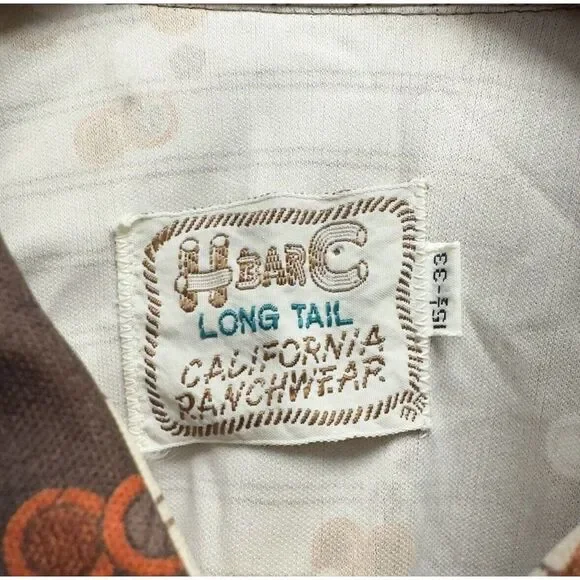 H BAR C
LONG TAIL
CALIFORNIA
RANCHWEAR
15½-33